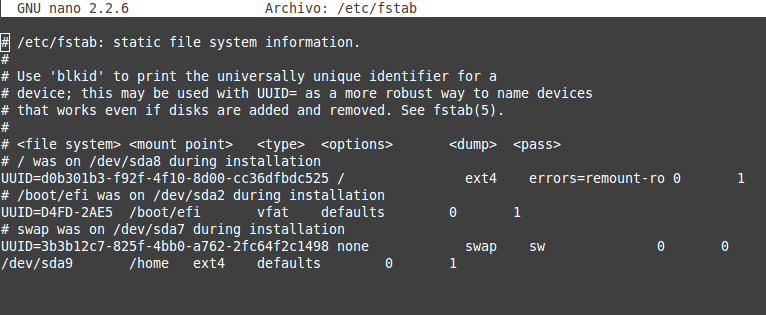 GNU nano 2.2.6 Archivo: /etc/fstab
# /etc/fstab: static file system information.
#
# Use 'blkid' to print the universally unique identifier for a
# device; this may be used with UUID= as a more robust way to name devices
# that works even if disks are added and removed. See fstab(5).
#
# <file system> <mount point>   <type>  <options>       <dump>  <pass>
# / was on /dev/sda8 during installation
UUID=d0b301b3-f92f-4f10-8d00-cc36dfbdc525 /               ext4    errors=remount-ro 0       1
# /boot/efi was on /dev/sda2 during installation
UUID=D4FD-2AE5  /boot/efi       vfat    defaults        0       1
# swap was on /dev/sda7 during installation
UUID=3b3b12c7-825f-4bb0-a762-2fc64f2c1498 none            swap    sw              0       0
/dev/sda9       /home   ext4    defaults        0       1